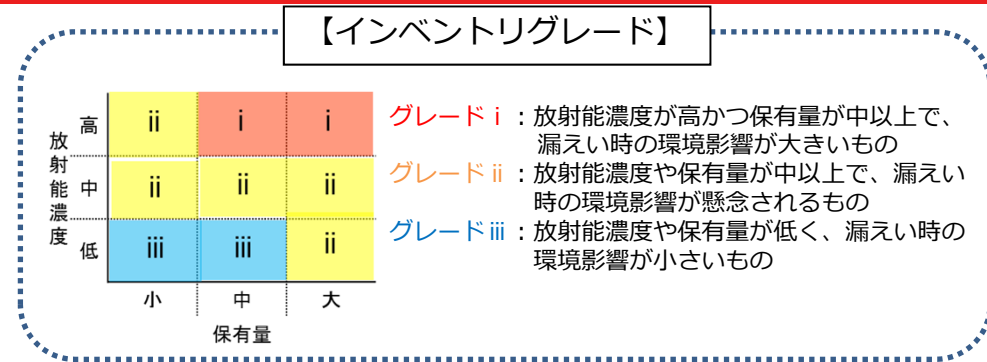 【インベントリグレード】
放射能濃度
高 ⅱ ⅰ ⅰ
中 ⅱ ⅱ ⅱ
低 ⅲ ⅲ ⅱ
小 中 大
保有量
グレードⅰ：放射能濃度が高かつ保有量が中以上で、
漏えい時の環境影響が大きいもの
グレードⅱ：放射能濃度や保有量が中以上で、漏えい
時の環境影響が懸念されるもの
グレードⅲ：放射能濃度や保有量が低く、漏えい時の
環境影響が小さいもの